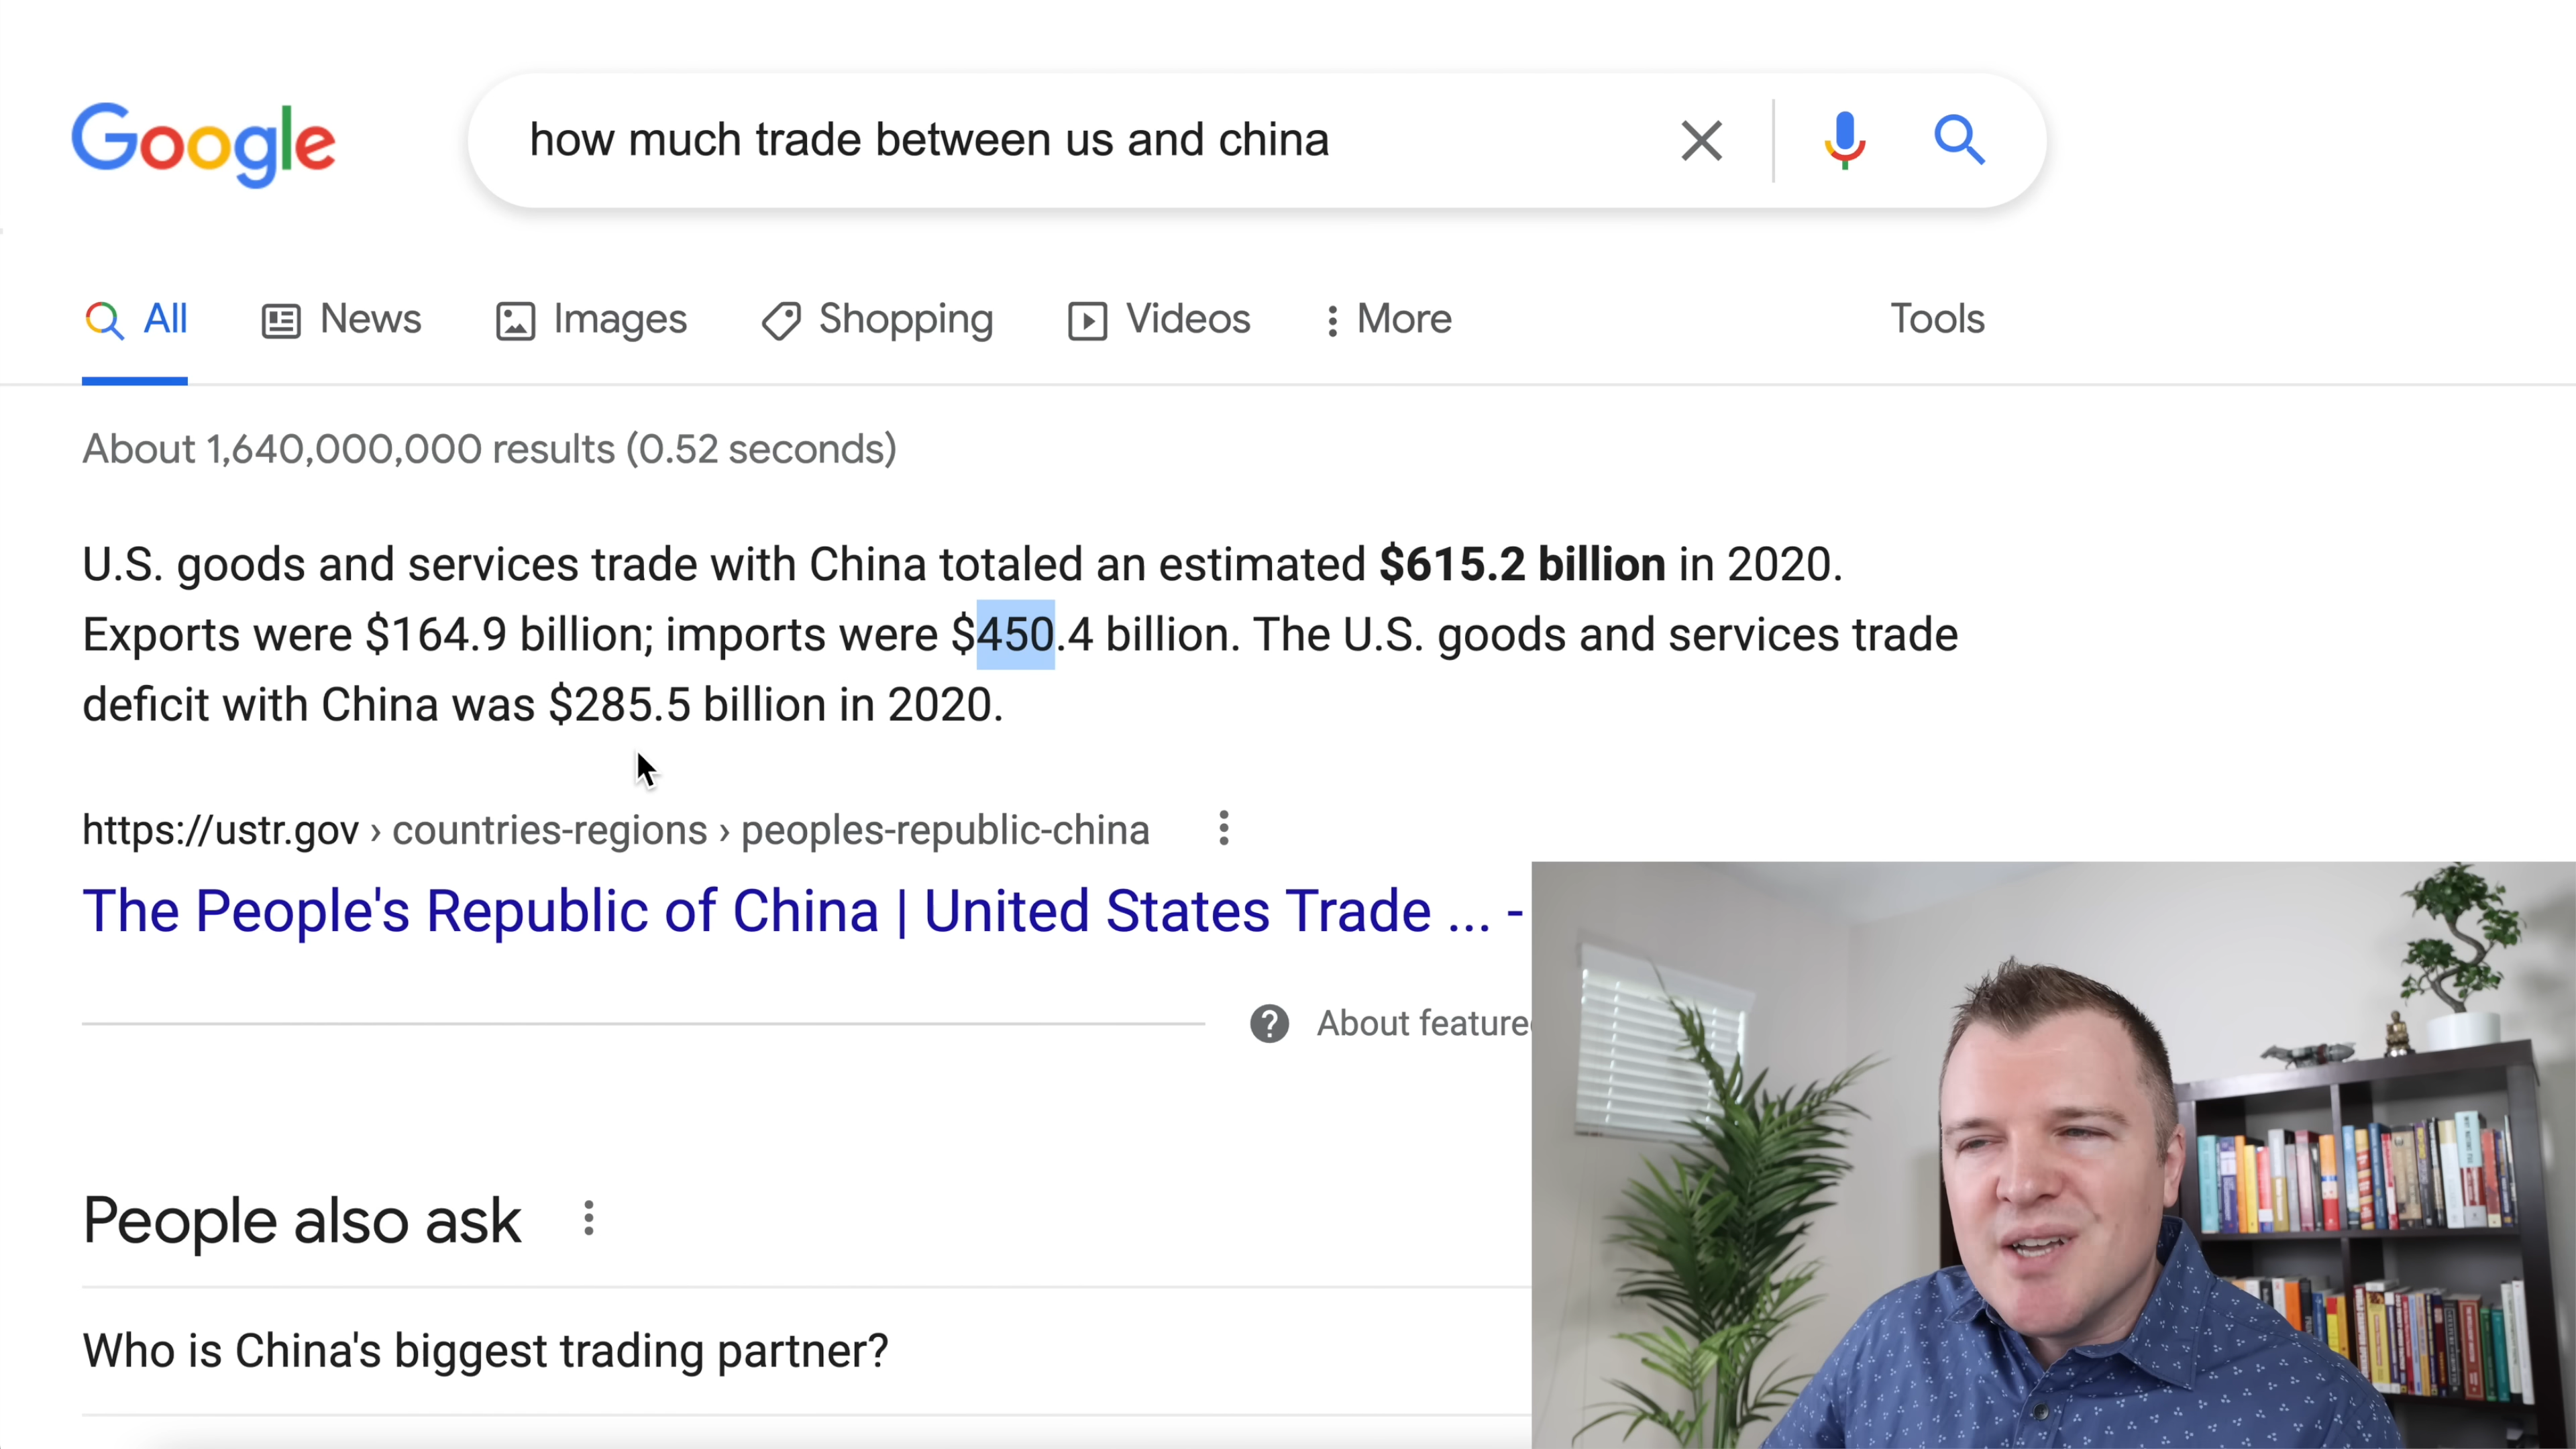 Google
how much trade between us and china
All News Images Shopping Videos More Tools
About 1,640,000,000 results (0.52 seconds)
U.S. goods and services trade with China totaled an estimated $615.2 billion in 2020.
Exports were $164.9 billion; imports were $450.4 billion. The U.S. goods and services trade
deficit with China was $285.5 billion in 2020.
https://ustr.gov › countries-regions › peoples-republic-china
The People's Republic of China | United States Trade ... -
About feature
People also ask
Who is China's biggest trading partner?